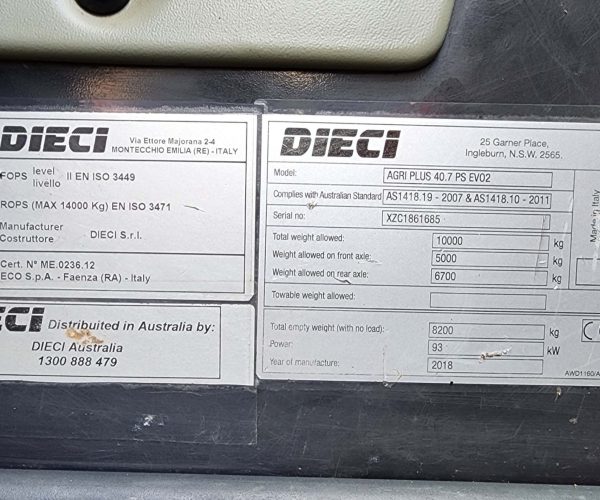 DIECI
Via Ettore Majorana 2-4
MONTECCHIO EMILIA (RE) - ITALY
FOPS level livello II EN ISO 3449
ROPS (MAX 14000 Kg) EN ISO 3471
Manufacturer
Costruttore DIECI S.r.l.
Cert. N° ME.0236.12
ECO S.p.A. - Faenza (RA) - Italy
ECI Distribuited in Australia by:
DIECI Australia
1300 888 479
DIECI
25 Garner Place,
Ingleburn, N.S.W. 2565.
Model: AGRI PLUS 40.7 PS EVO2
Complies with Australian Standard AS1418.19 - 2007 & AS1418.10 - 2011
Serial no: XZC1861685
Total weight allowed: 10000 kg
Weight allowed on front axle: 5000 kg
Weight allowed on rear axle: 6700 kg
Towable weight allowed:
Total empty weight (with no load): 8200 kg
Power: 93 kW
Year of manufacture: 2018
Made in Italy
AWD1160/A